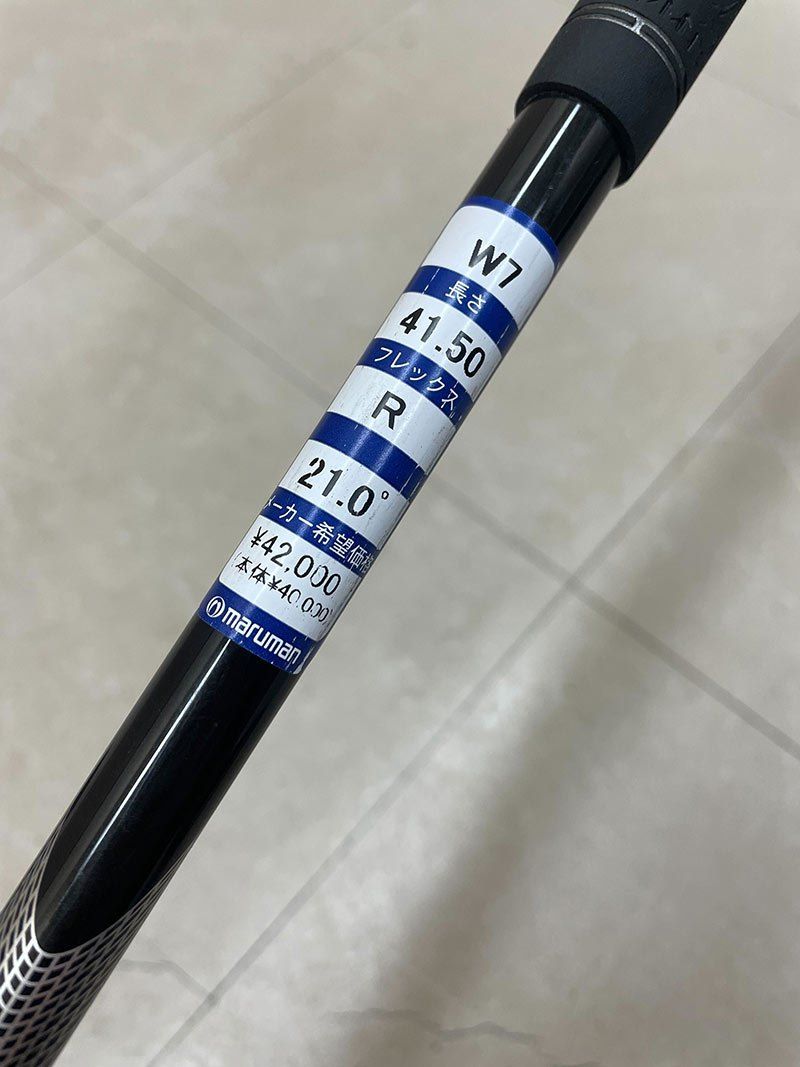 W7
長さ
41.50
フレックス
R
21.0°
メーカー希望価格
¥42,000
(本体¥40,000)
maruman